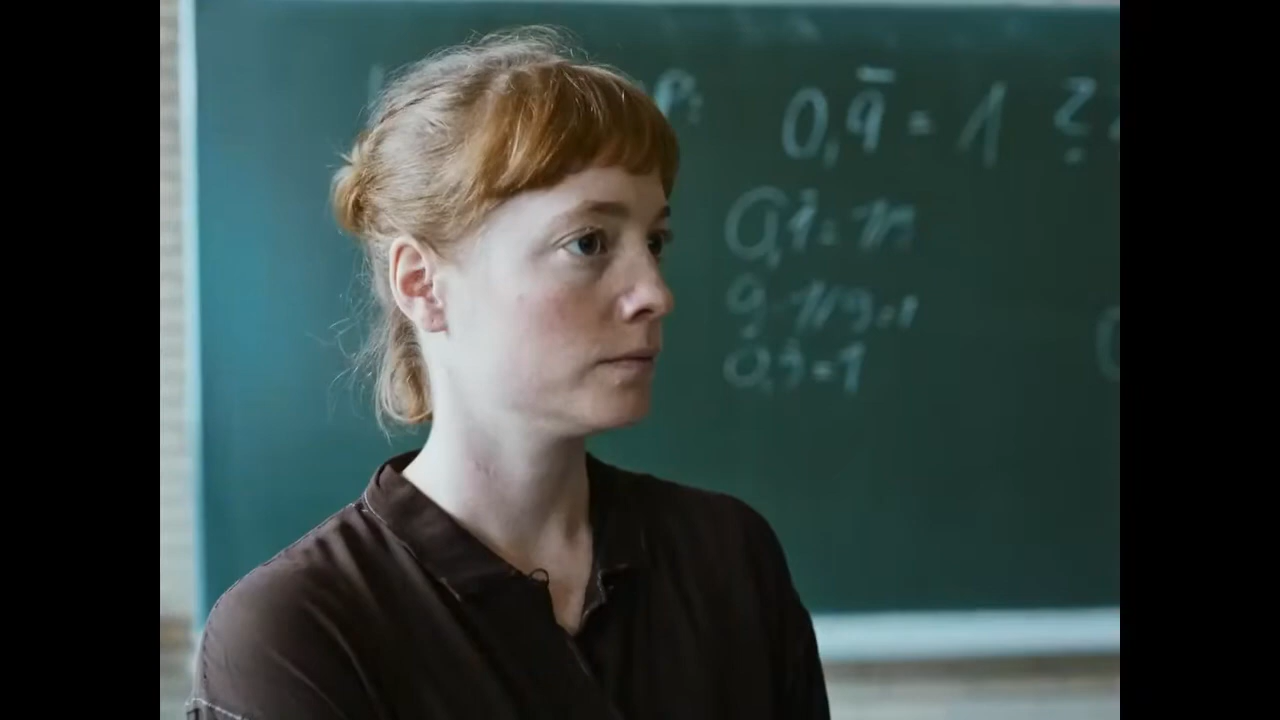 P:
0,9̅ = 1 ?
0,1̅ = 1/9
9 · 1/9 = 1
0,9̅ = 1